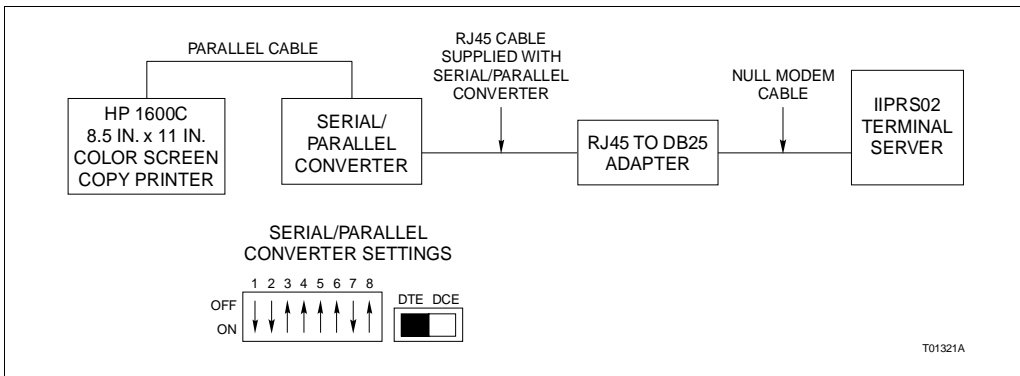 PARALLEL CABLE
RJ45 CABLE
SUPPLIED WITH
SERIAL/PARALLEL
CONVERTER
NULL MODEM
CABLE
HP 1600C
8.5 IN. x 11 IN.
COLOR SCREEN
COPY PRINTER
SERIAL/
PARALLEL
CONVERTER
RJ45 TO DB25
ADAPTER
IIPRS02
TERMINAL
SERVER
SERIAL/PARALLEL
CONVERTER SETTINGS
1 2 3 4 5 6 7 8
OFF
ON
DTE DCE
T01321A